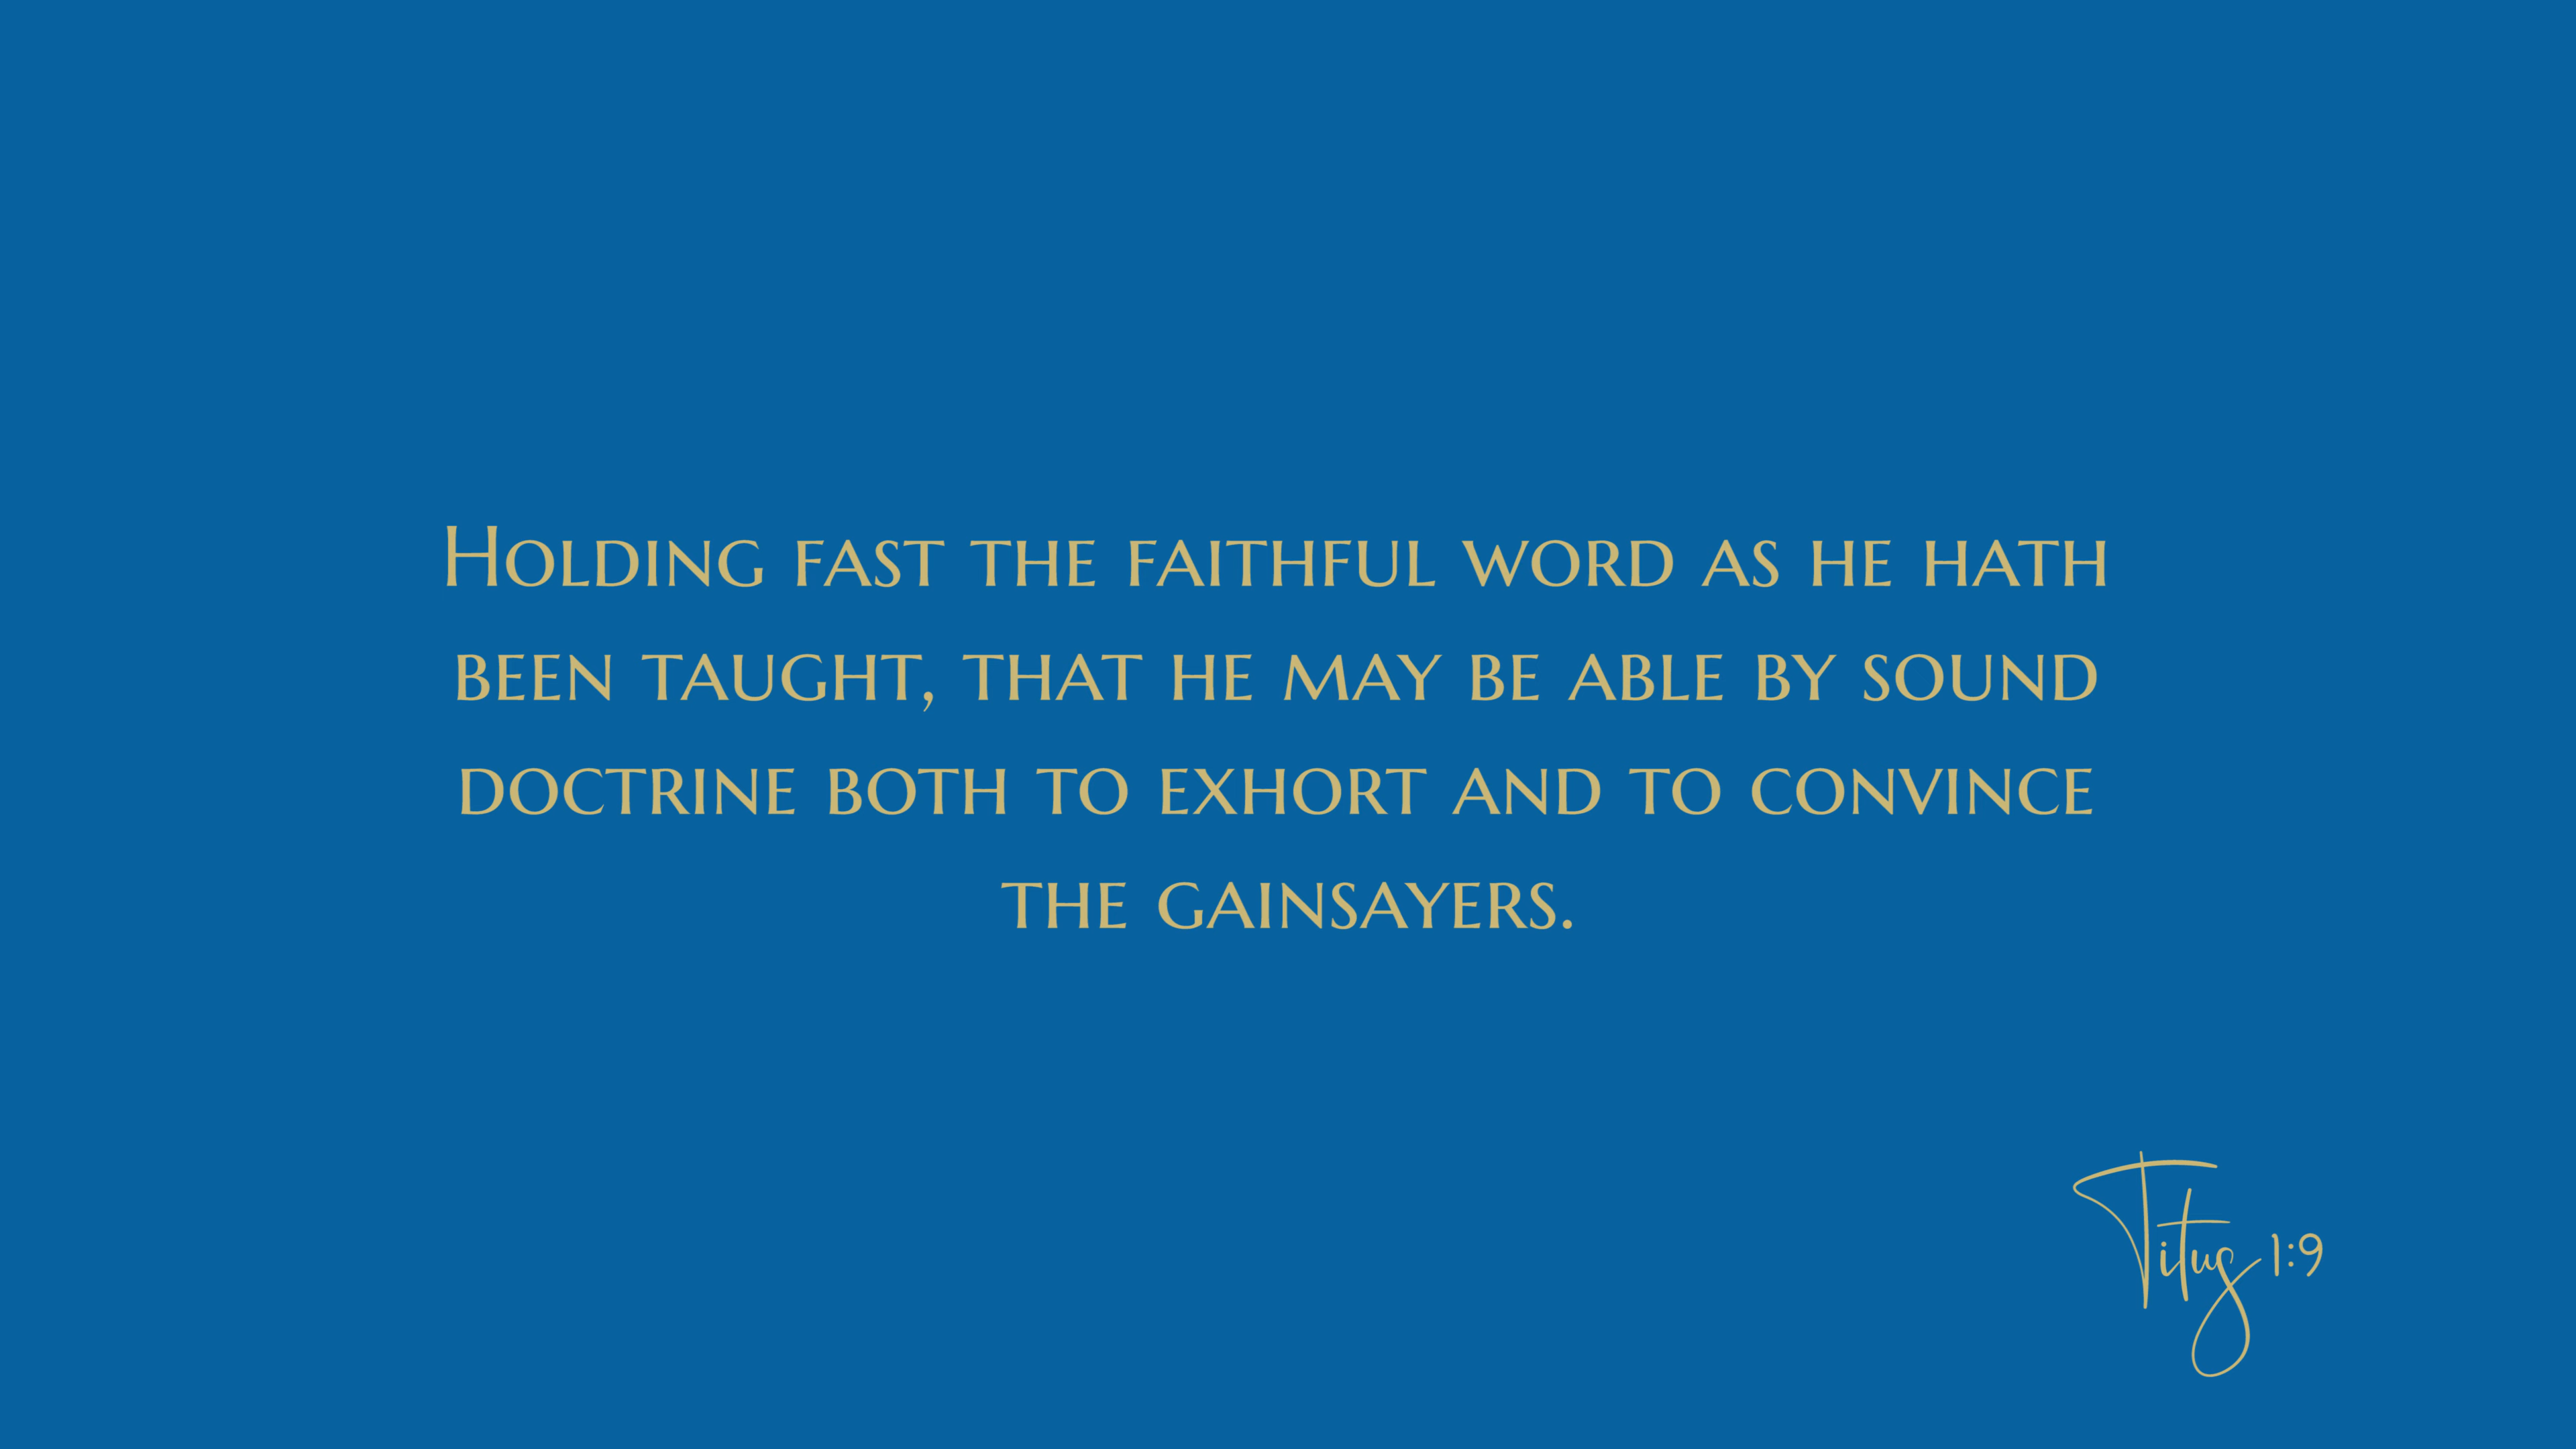 Holding fast the faithful word as he hath
been taught, that he may be able by sound
doctrine both to exhort and to convince
the gainsayers.
Titus 1:9